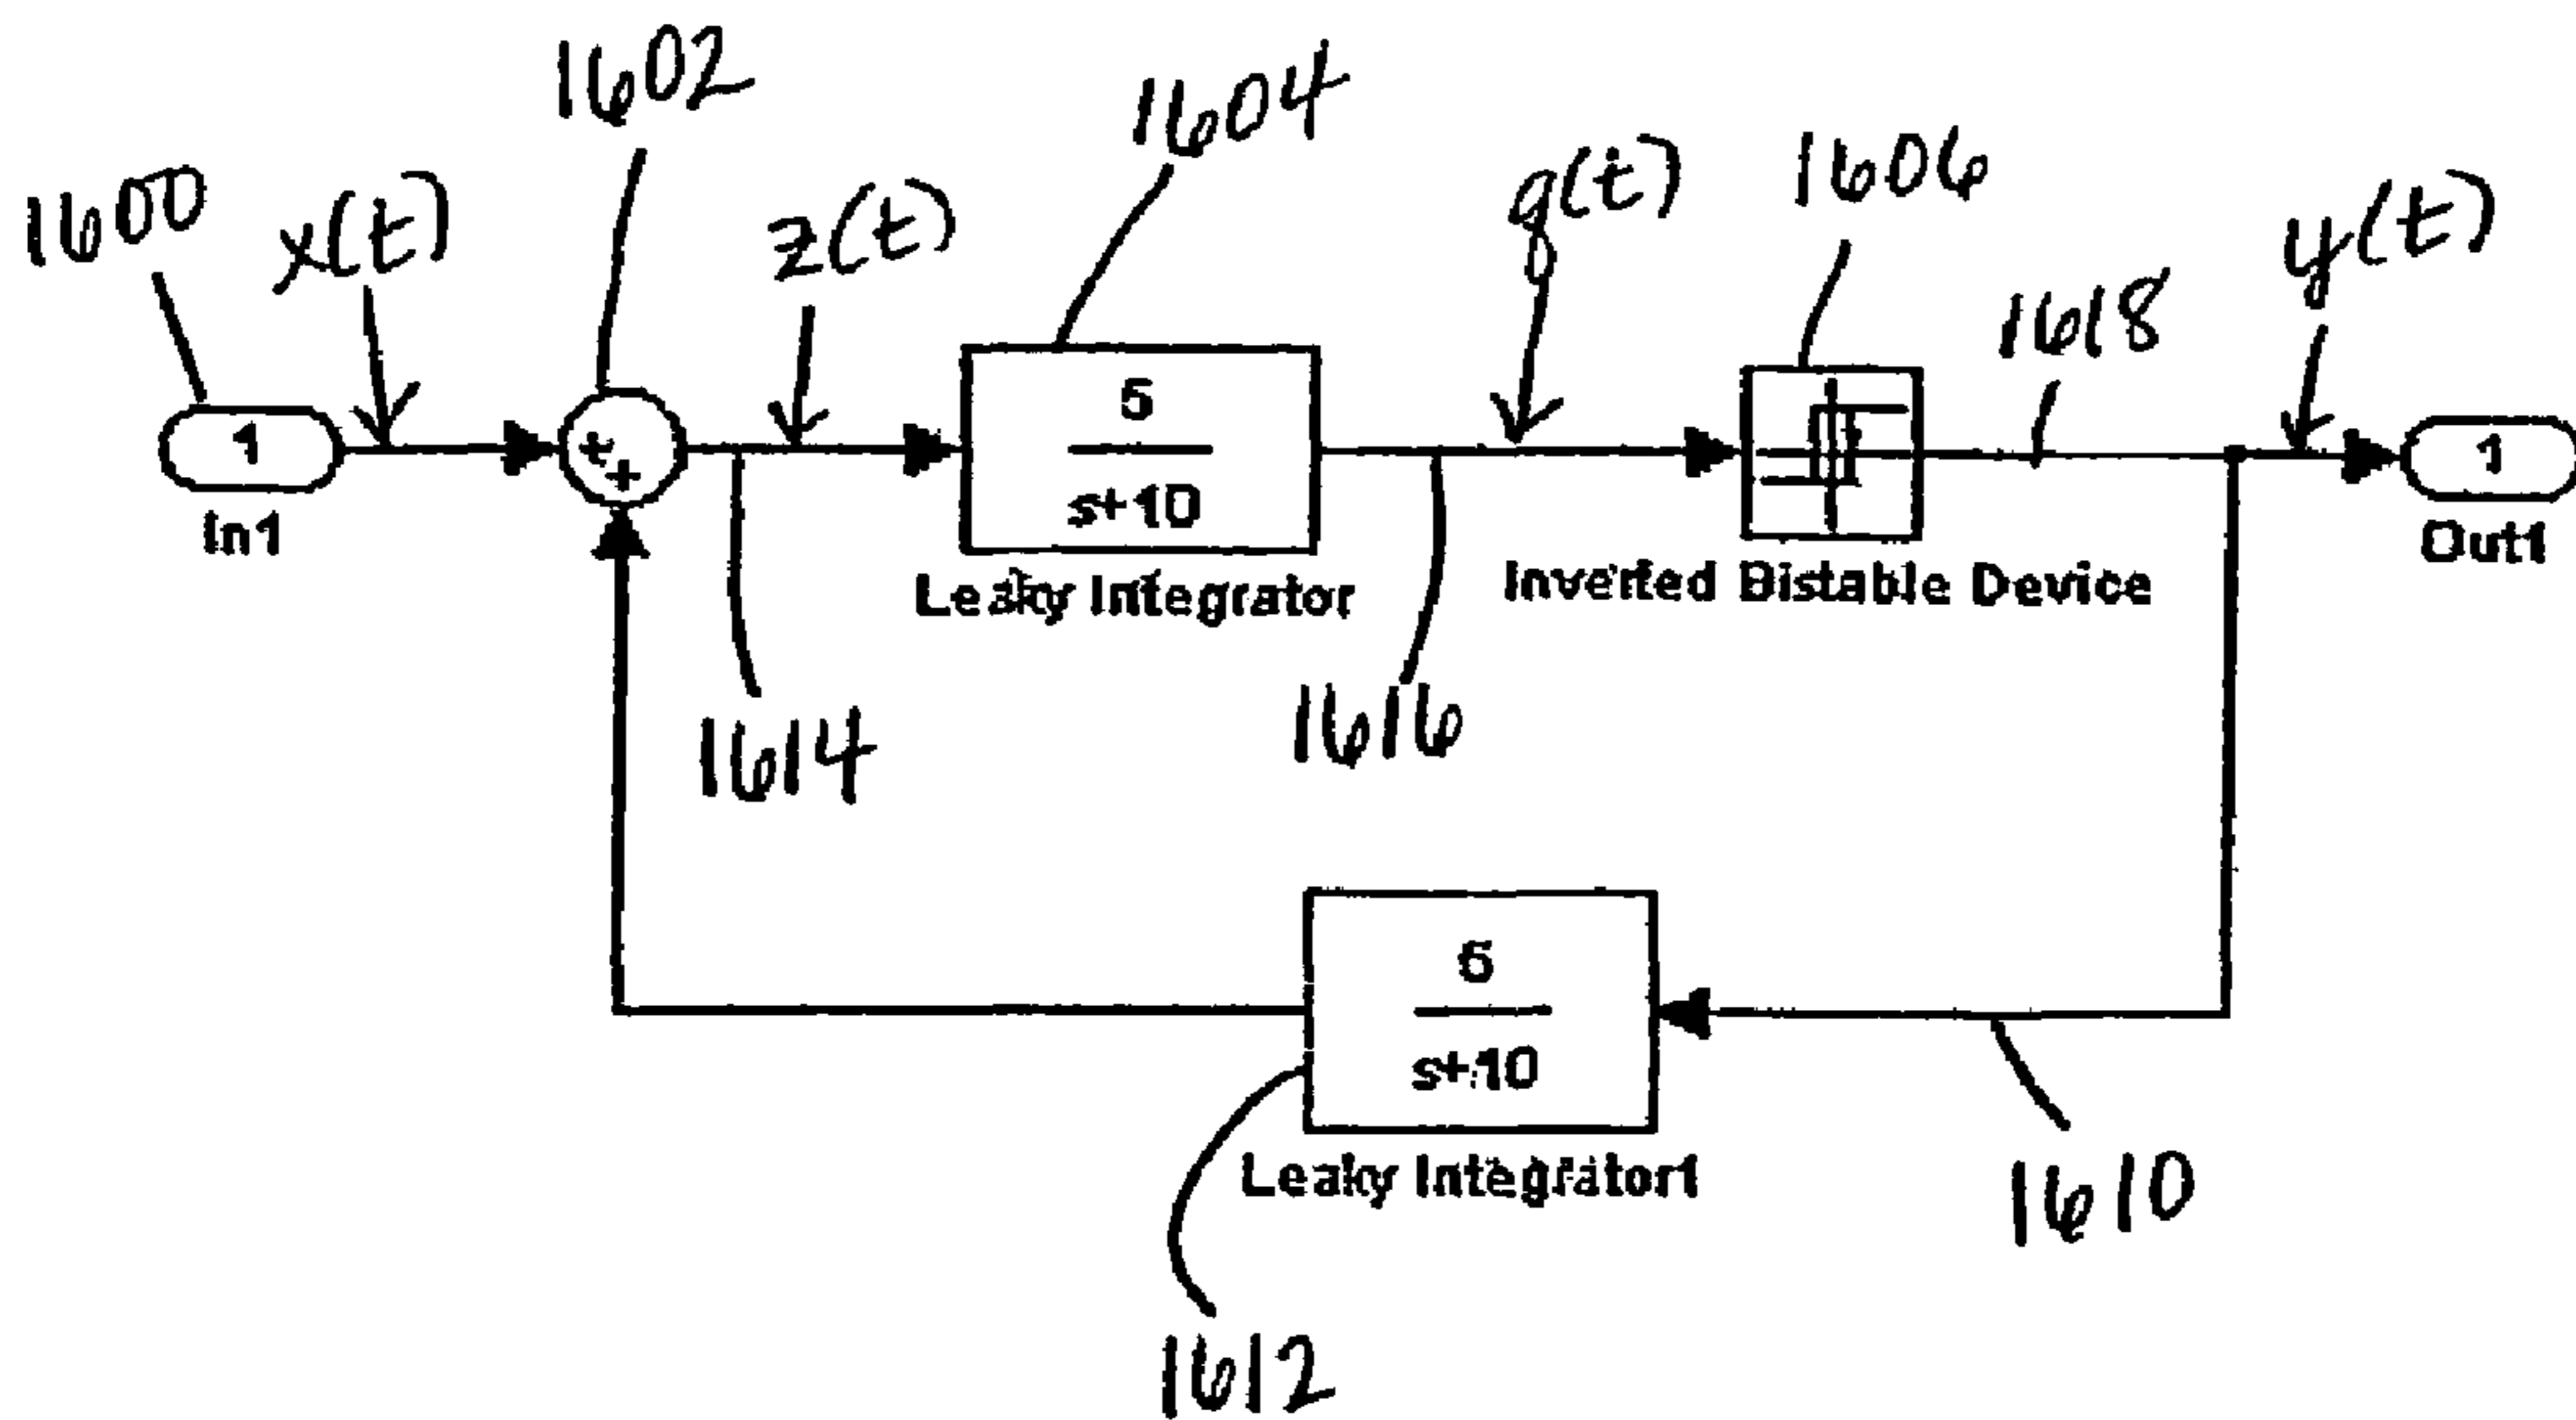 1602
1604
1600
x(t)
z(t)
g(t)
1606
y(t)
1618
1
In1
+
+
5
s+10
Leaky Integrator
Inverted Bistable Device
1
Out1
1614
1616
5
s+10
Leaky Integrator1
1610
1612